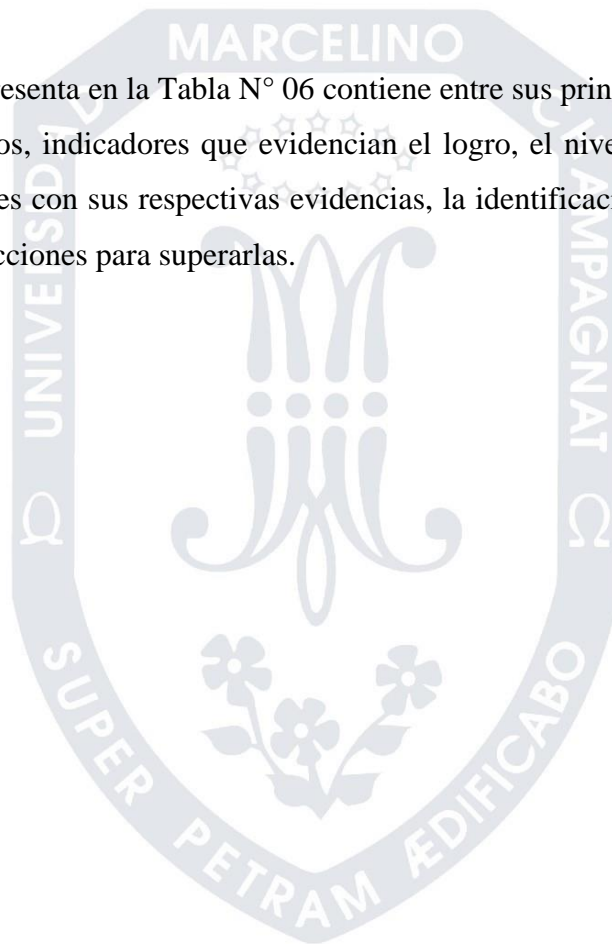 MARCELINO
esenta en la Tabla N° 06 contiene entre sus prin
os, indicadores que evidencian el logro, el nive
es con sus respectivas evidencias, la identificaci
cciones para superarlas.
UNIVERSIDAD
CHAMPAGNAT
Ω Ω
SUPER PETRAM ÆDIFICABO